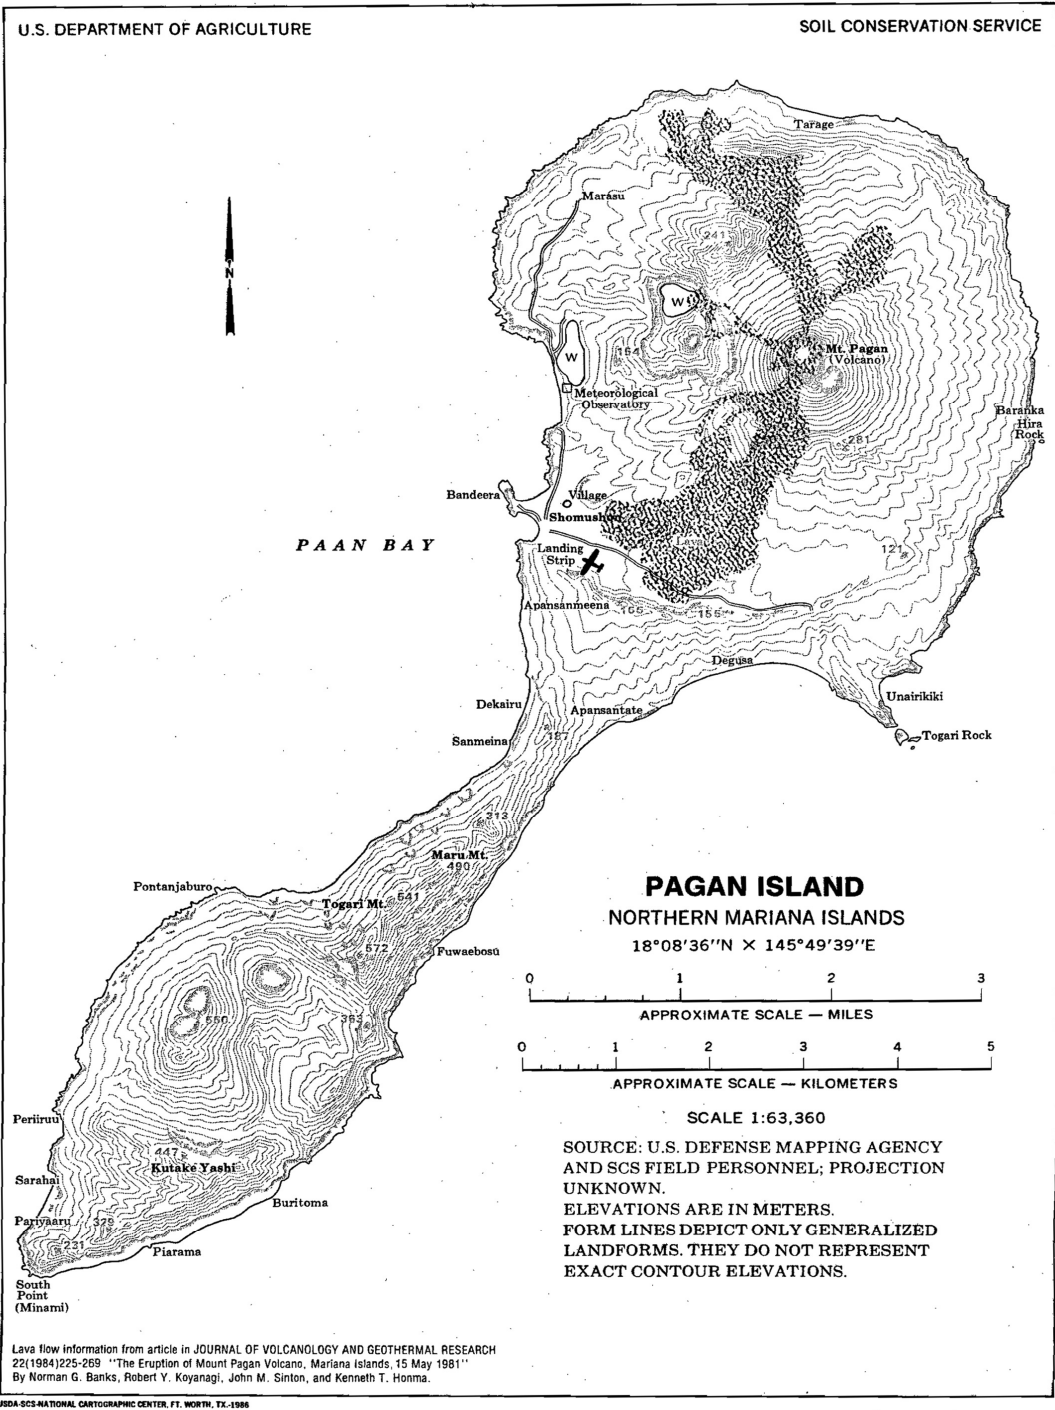 U.S. DEPARTMENT OF AGRICULTURE
SOIL CONSERVATION SERVICE
Tarage
Marasu
241
N
W
W
164
Mt. Pagan
(Volcano)
Meteorological
Observatory
Baranka
Hira
Rock
281
Bandeera
Village
Shomushon
PAAN BAY
Lava
Landing
Strip
121
Apansanmeena
165
155
Degusa
Unairikiki
Dekairu
Apansantate
Togari Rock
Sanmeina
187
313
Maru Mt.
490
Pontanjaburo
541
Togari Mt.
572
Fuwaebosu
550
363
PAGAN ISLAND
NORTHERN MARIANA ISLANDS
18°08'36"N X 145°49'39"E
0 1 2 3
APPROXIMATE SCALE — MILES
0 1 2 3 4 5
APPROXIMATE SCALE — KILOMETERS
SCALE 1:63,360
SOURCE: U.S. DEFENSE MAPPING AGENCY
AND SCS FIELD PERSONNEL; PROJECTION
UNKNOWN.
ELEVATIONS ARE IN METERS.
FORM LINES DEPICT ONLY GENERALIZED
LANDFORMS. THEY DO NOT REPRESENT
EXACT CONTOUR ELEVATIONS.
Periiruu
447
Kutake Yashi
Sarahai
Buritoma
Pariyaaru
329
231
Piarama
South
Point
(Minami)
Lava flow information from article in JOURNAL OF VOLCANOLOGY AND GEOTHERMAL RESEARCH
22(1984)225-269 "The Eruption of Mount Pagan Volcano, Mariana Islands, 15 May 1981"
By Norman G. Banks, Robert Y. Koyanagi, John M. Sinton, and Kenneth T. Honma.
USDA-SCS-NATIONAL CARTOGRAPHIC CENTER, FT. WORTH, TX.-1986